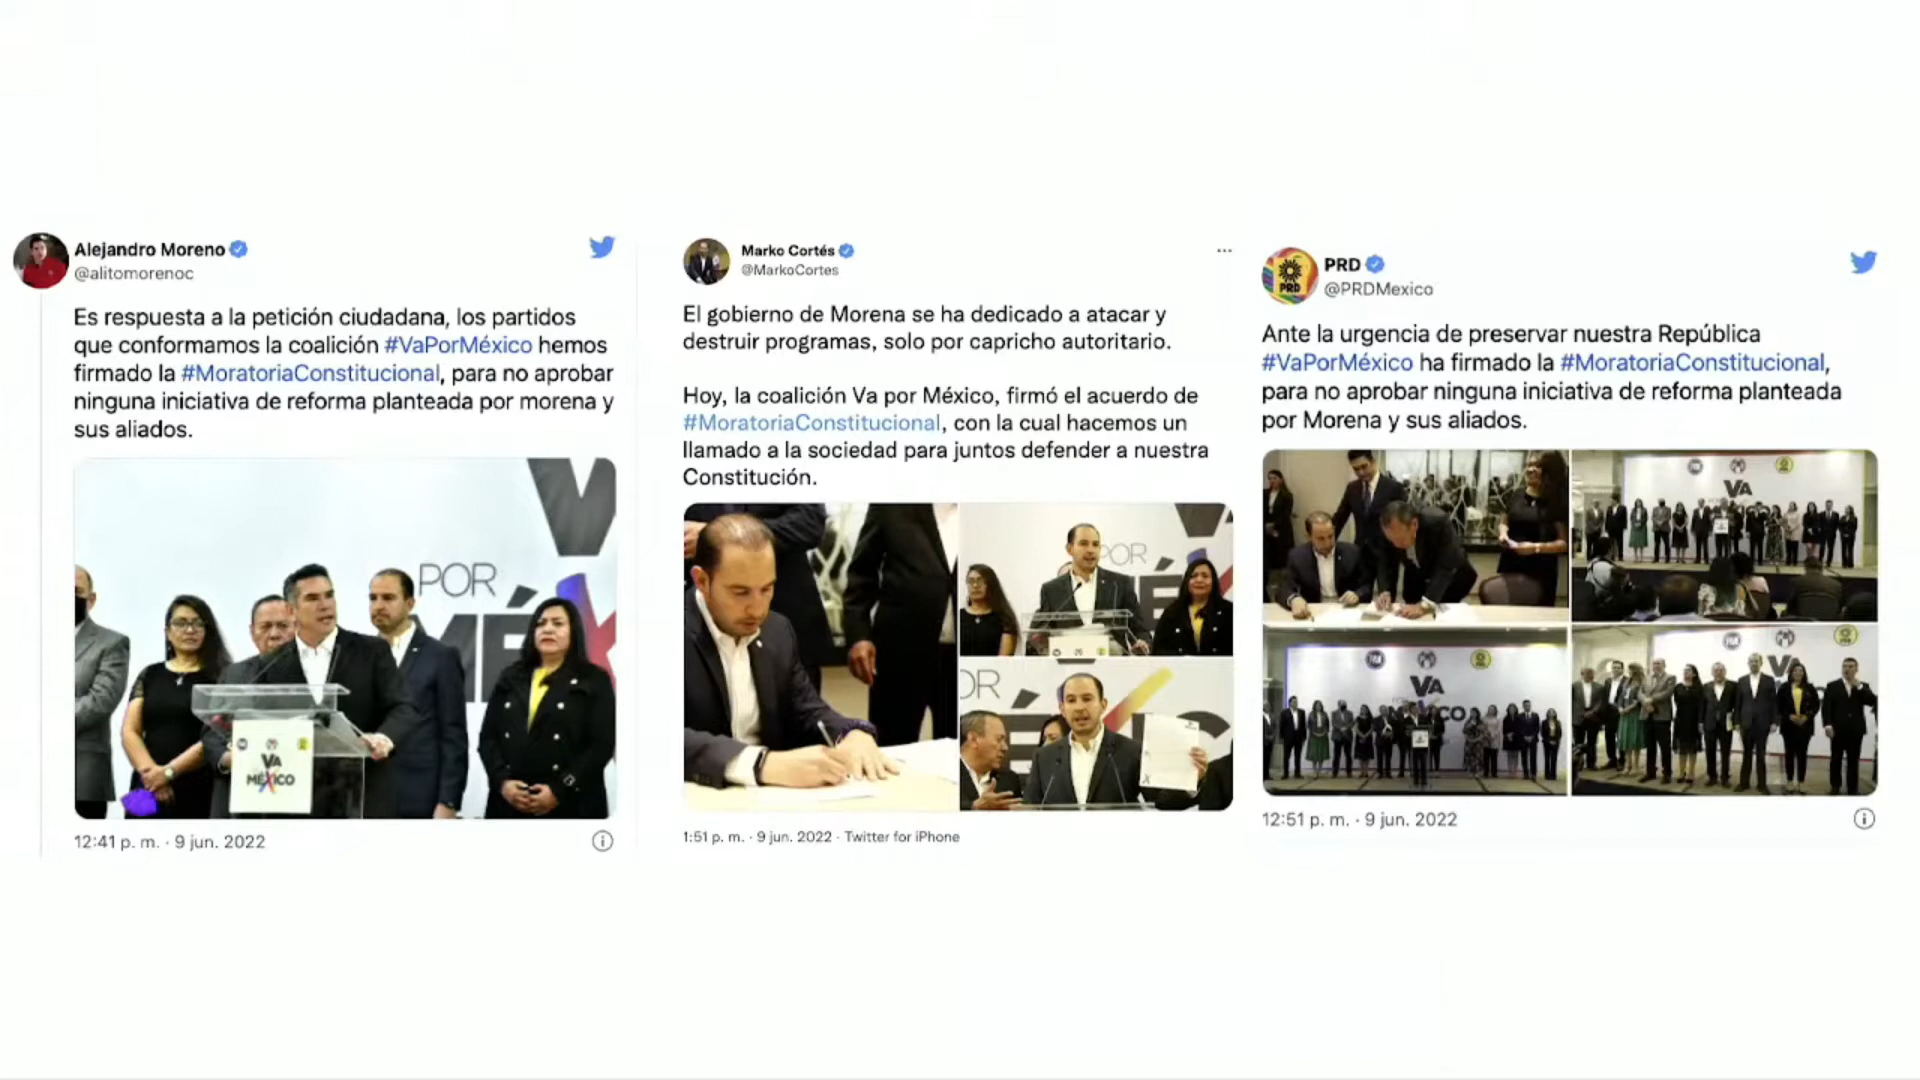 Alejandro Moreno
@alitomorenoc
Es respuesta a la petición ciudadana, los partidos
que conformamos la coalición #VaPorMéxico hemos
firmado la #MoratoriaConstitucional, para no aprobar
ninguna iniciativa de reforma planteada por morena y
sus aliados.
POR
VA
MÉXICO
12:41 p. m. · 9 jun. 2022
Marko Cortés
@MarkoCortes
El gobierno de Morena se ha dedicado a atacar y
destruir programas, solo por capricho autoritario.
Hoy, la coalición Va por México, firmó el acuerdo de
#MoratoriaConstitucional, con la cual hacemos un
llamado a la sociedad para juntos defender a nuestra
Constitución.
POR
1:51 p. m. · 9 jun. 2022 · Twitter for iPhone
PRD
PRD
@PRDMexico
Ante la urgencia de preservar nuestra República
#VaPorMéxico ha firmado la #MoratoriaConstitucional,
para no aprobar ninguna iniciativa de reforma planteada
por Morena y sus aliados.
VA
VA
12:51 p. m. · 9 jun. 2022